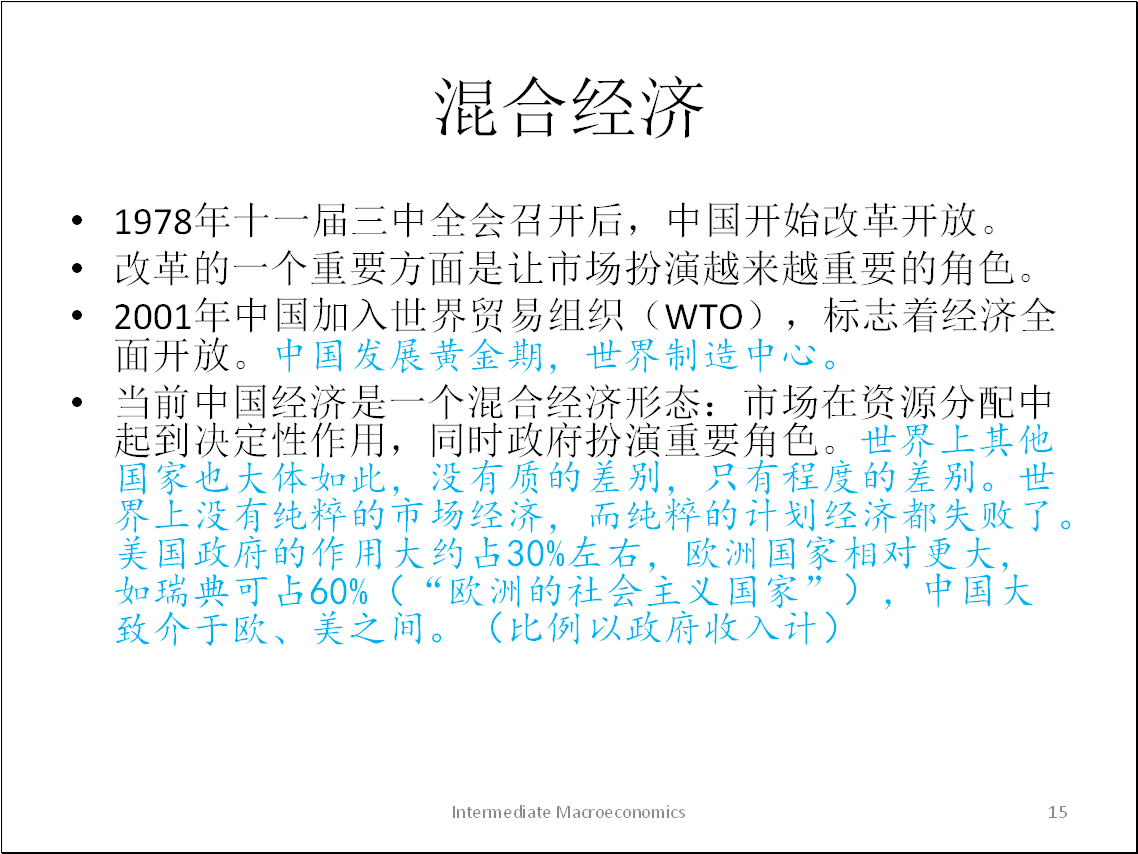 混合经济
• 1978年十一届三中全会召开后，中国开始改革开放。
• 改革的一个重要方面是让市场扮演越来越重要的角色。
• 2001年中国加入世界贸易组织（WTO），标志着经济全
面开放。中国发展黄金期，世界制造中心。
• 当前中国经济是一个混合经济形态：市场在资源分配中
起到决定性作用，同时政府扮演重要角色。世界上其他
国家也大体如此，没有质的差别，只有程度的差别。世
界上没有纯粹的市场经济，而纯粹的计划经济都失败了。
美国政府的作用大约占30%左右，欧洲国家相对更大，
如瑞典可占60%（“欧洲的社会主义国家”），中国大
致介于欧、美之间。（比例以政府收入计）
Intermediate Macroeconomics
15